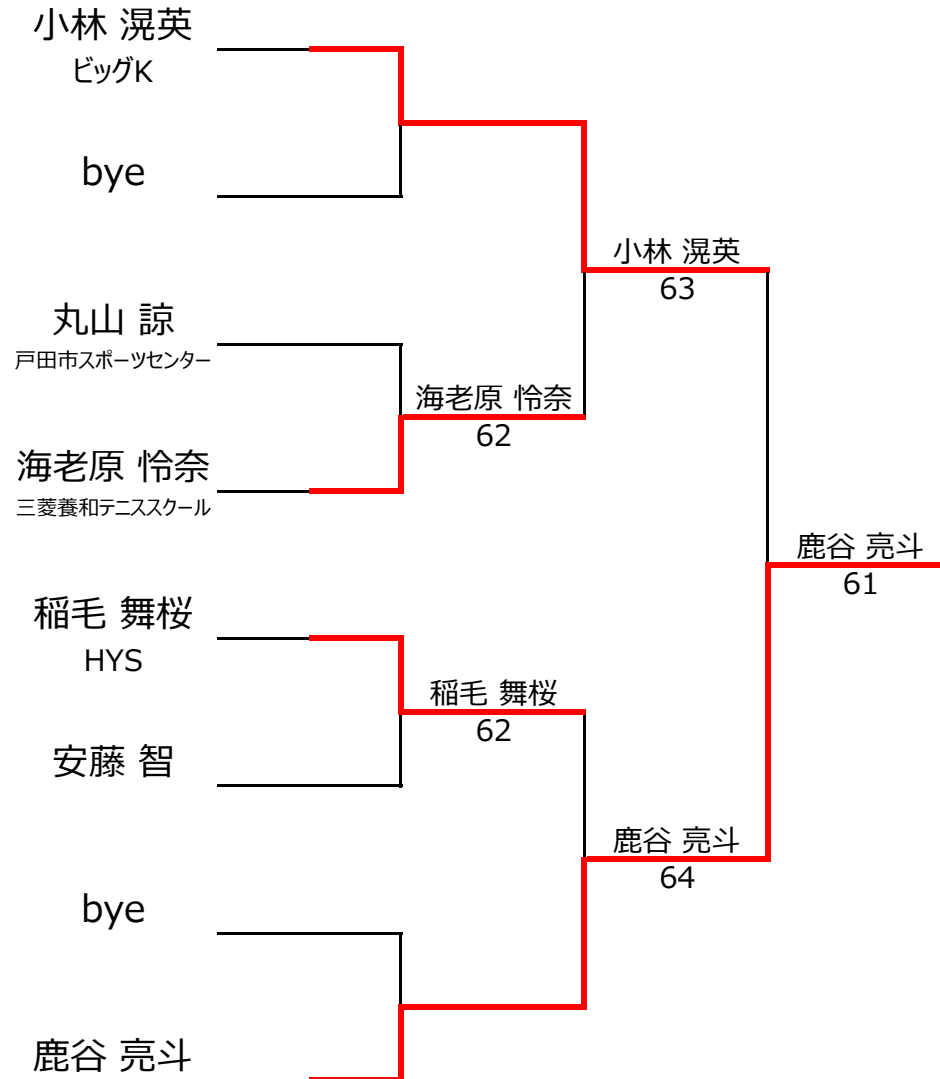 小林 滉英
ビッグK
bye
小林 滉英
63
丸山 諒
戸田市スポーツセンター
海老原 怜奈
62
海老原 怜奈
三菱養和テニススクール
鹿谷 亮斗
61
稲毛 舞桜
HYS
稲毛 舞桜
62
安藤 智
鹿谷 亮斗
64
bye
鹿谷 亮斗